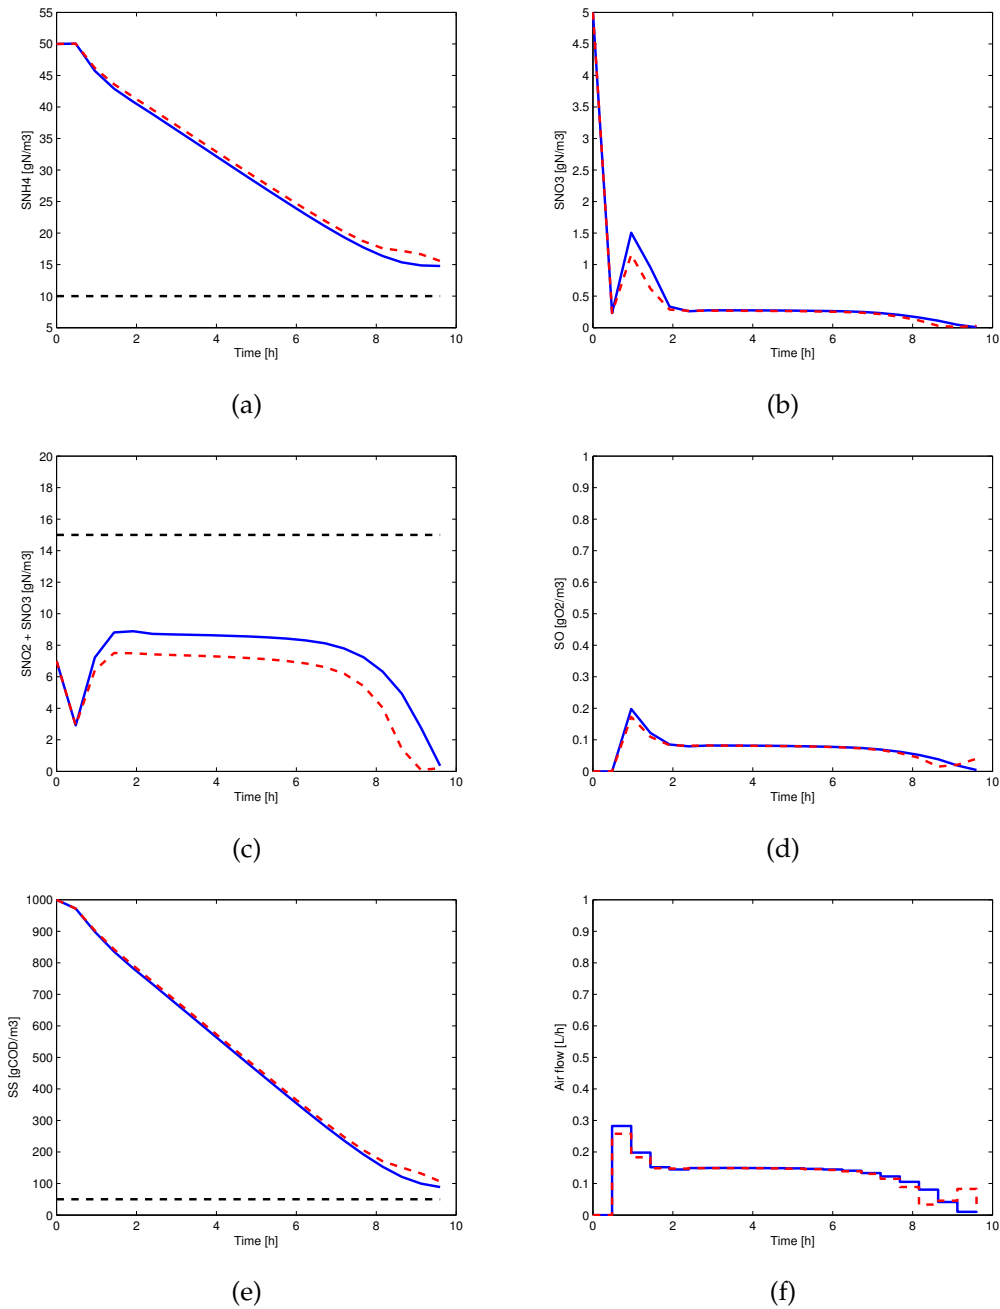 55
50
45
40
35
30
25
20
15
10
5
0 2 4 6 8 10
SNH4 [gN/m3]
Time [h]
(a)
5
4.5
4
3.5
3
2.5
2
1.5
1
0.5
0
0 2 4 6 8 10
SNO3 [gN/m3]
Time [h]
(b)
20
18
16
14
12
10
8
6
4
2
0
0 2 4 6 8 10
SNO2 + SNO3 [gN/m3]
Time [h]
(c)
1
0.9
0.8
0.7
0.6
0.5
0.4
0.3
0.2
0.1
0
0 2 4 6 8 10
SO [gO2/m3]
Time [h]
(d)
1000
900
800
700
600
500
400
300
200
100
0
0 2 4 6 8 10
SS [gCOD/m3]
Time [h]
(e)
1
0.9
0.8
0.7
0.6
0.5
0.4
0.3
0.2
0.1
0
0 2 4 6 8 10
Air flow [L/h]
Time [h]
(f)